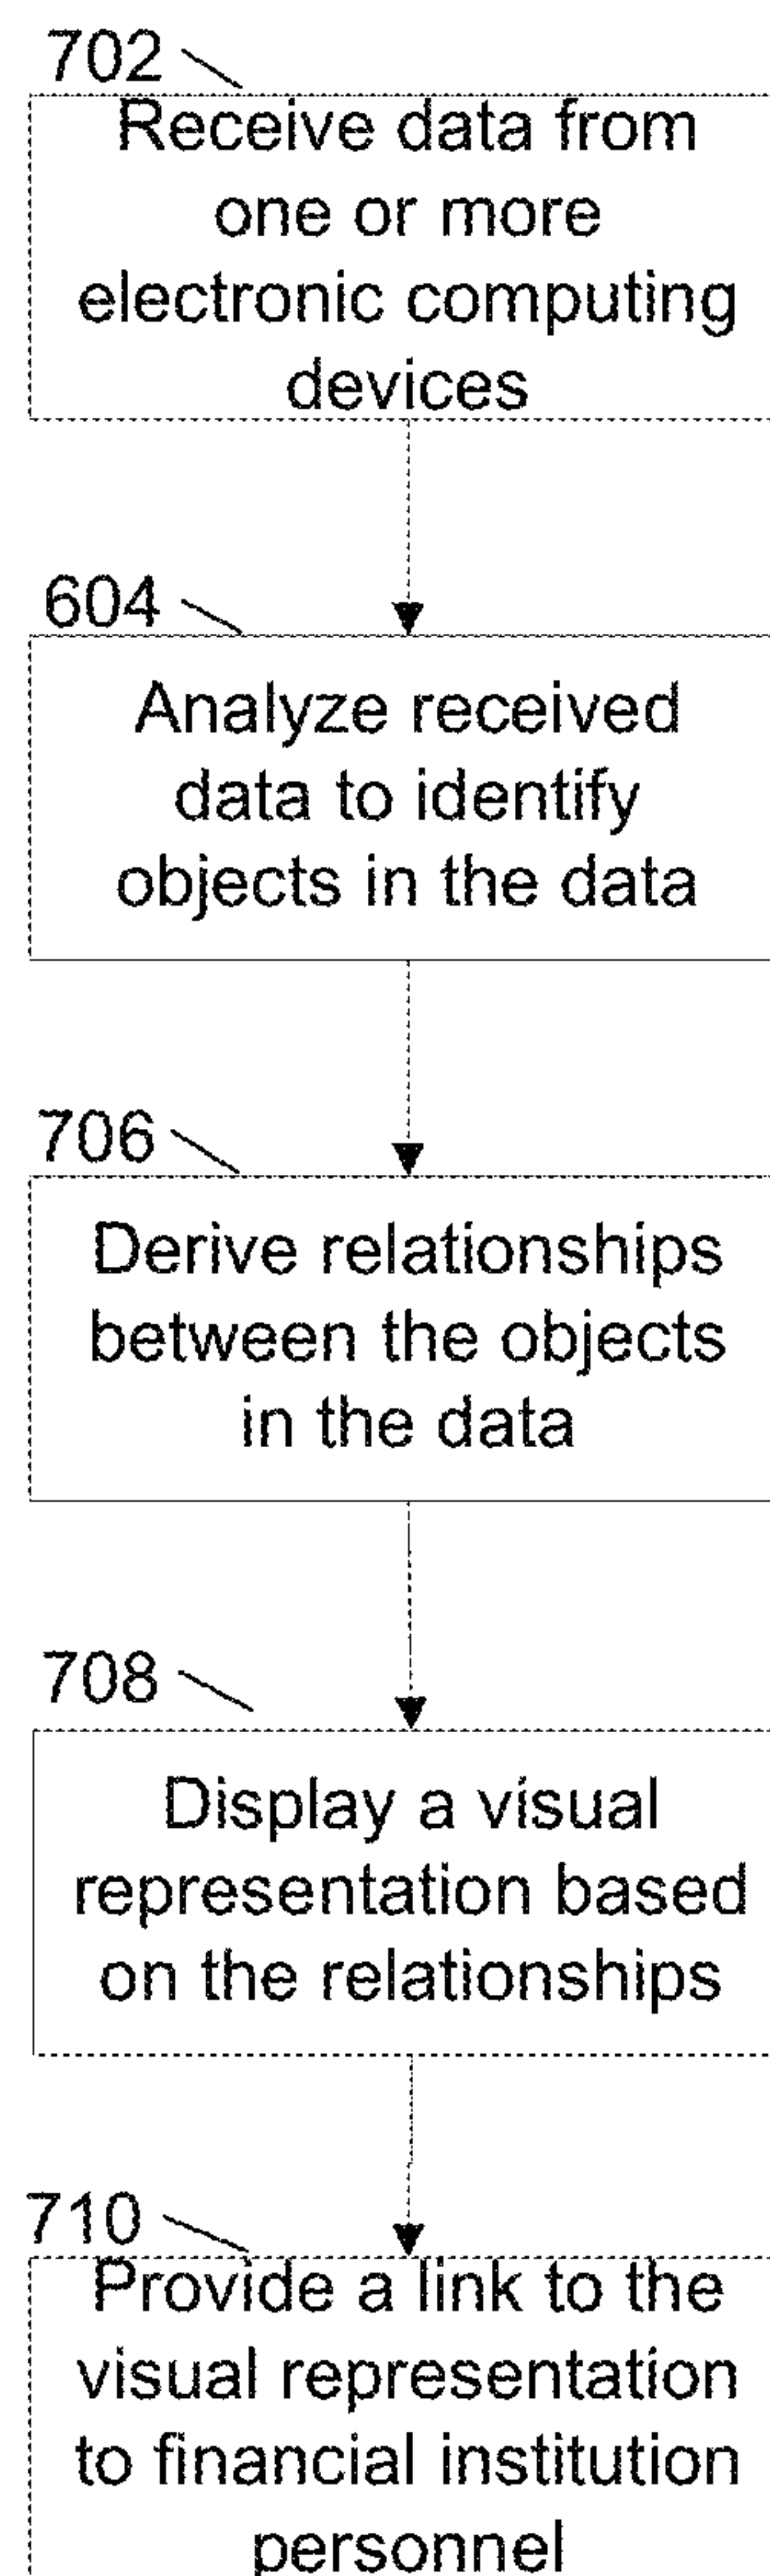 702
Receive data from
one or more
electronic computing
devices
604
Analyze received
data to identify
objects in the data
706
Derive relationships
between the objects
in the data
708
Display a visual
representation based
on the relationships
710
Provide a link to the
visual representation
to financial institution
personnel